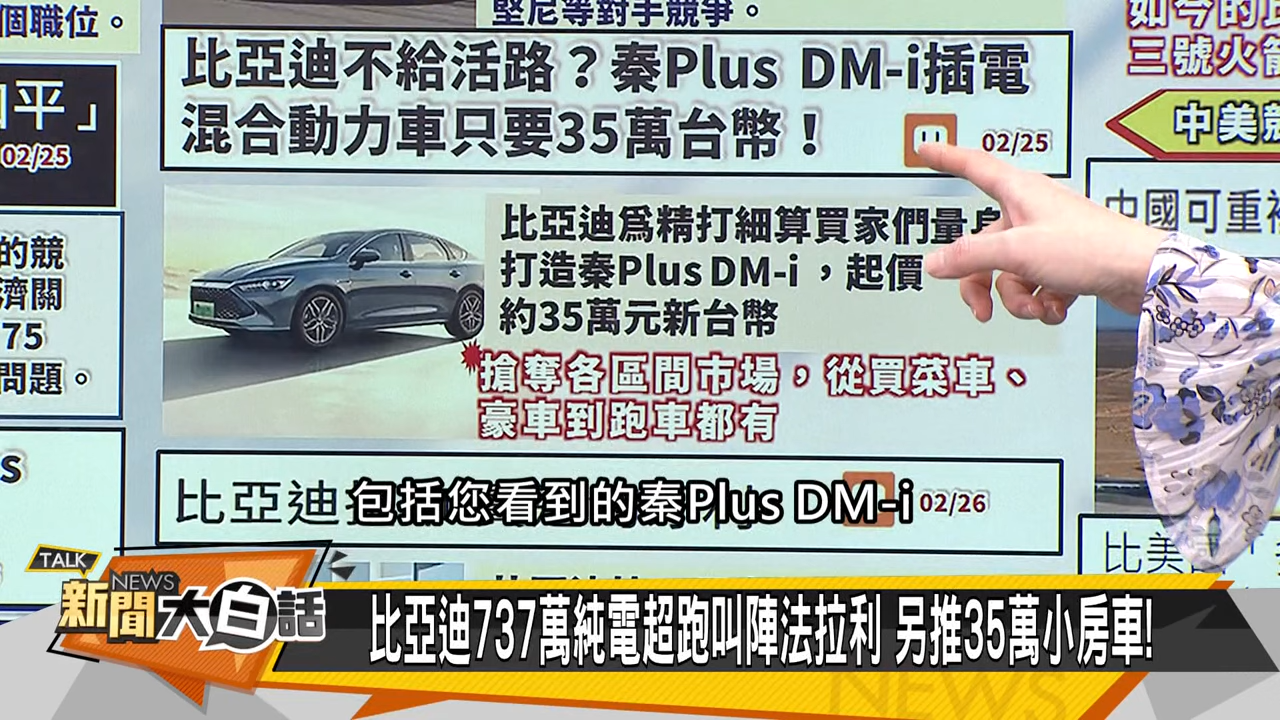 個職位。
堅尼等對手競爭。
如今的
三號火箭
平」
02/25
比亞迪不給活路？秦Plus DM-i插電
混合動力車只要35萬台幣！
02/25
中美
中國可重
的競
濟關
75
問題。
比亞迪爲精打細算買家們量身
打造秦Plus DM-i ，起價
約35萬元新台幣
搶奪各區間市場，從買菜車、
豪車到跑車都有
S
比亞迪
02/26
包括您看到的秦Plus DM-i
比美
TALK
NEWS
新聞大白話
比亞迪737萬純電超跑叫陣法拉利 另推35萬小房車!
NEWS